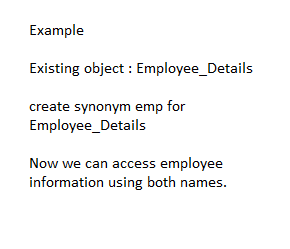 Example
Existing object : Employee_Details
create synonym emp for
Employee_Details
Now we can access employee
information using both names.